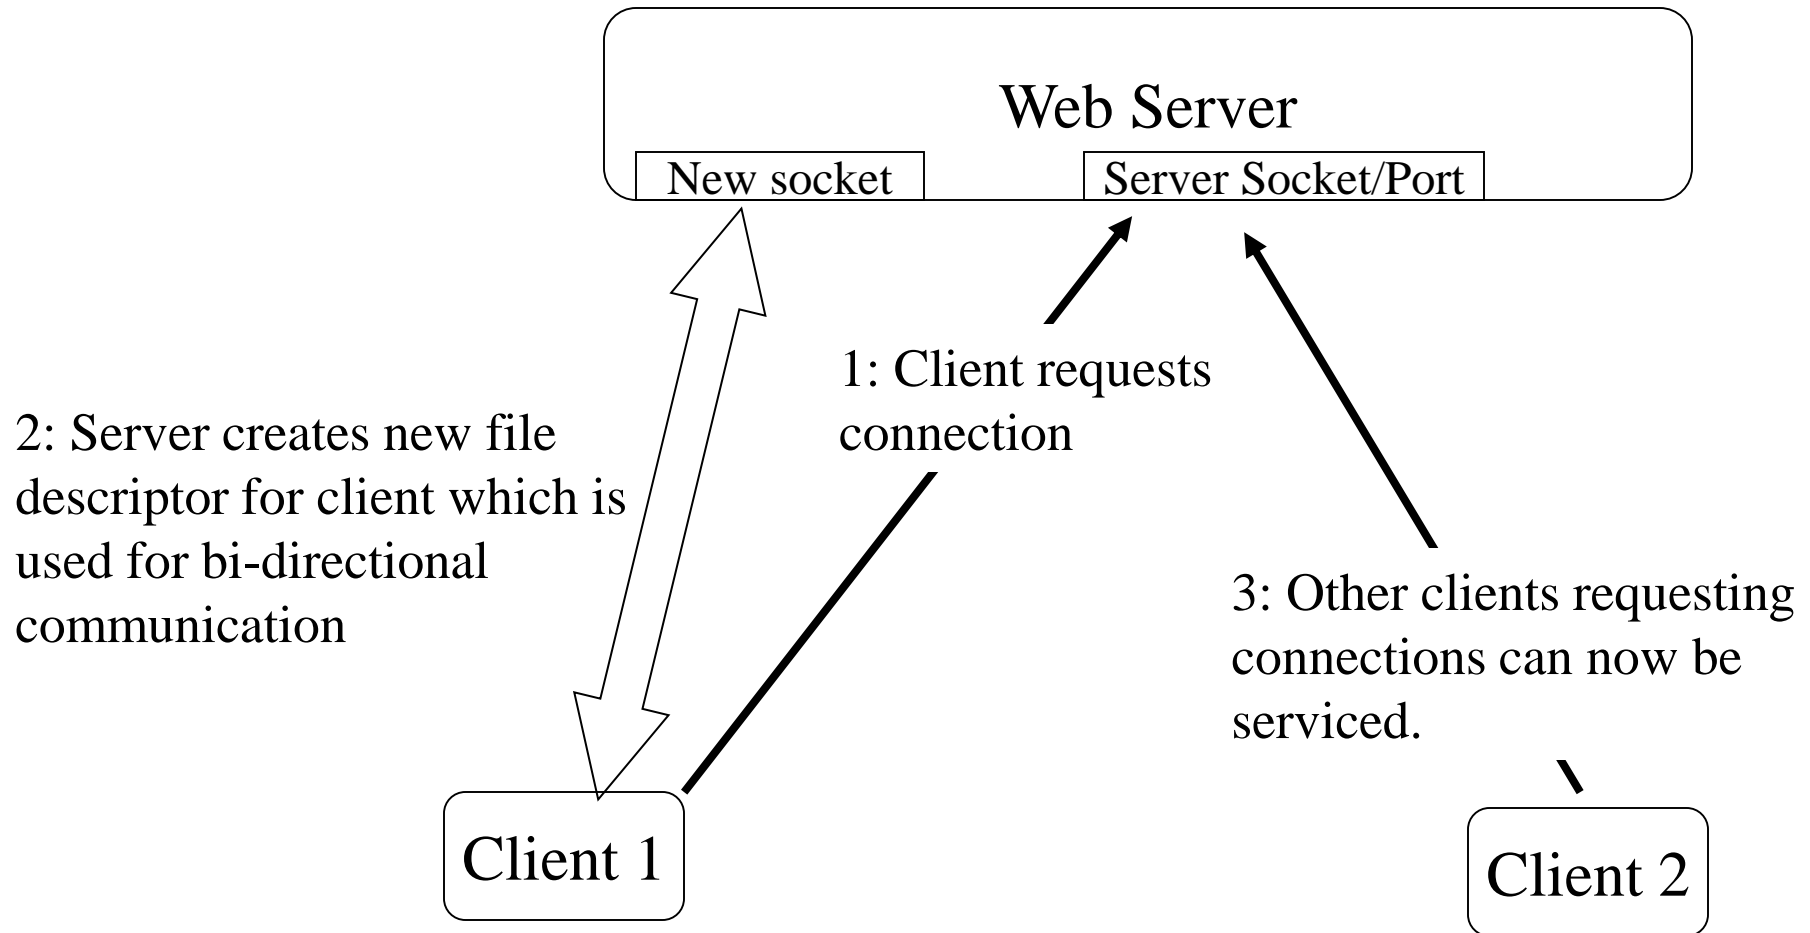 Web Server
New socket
Server Socket/Port
1: Client requests
connection
2: Server creates new file
descriptor for client which is
used for bi-directional
communication
3: Other clients requesting
connections can now be
serviced.
Client 1
Client 2